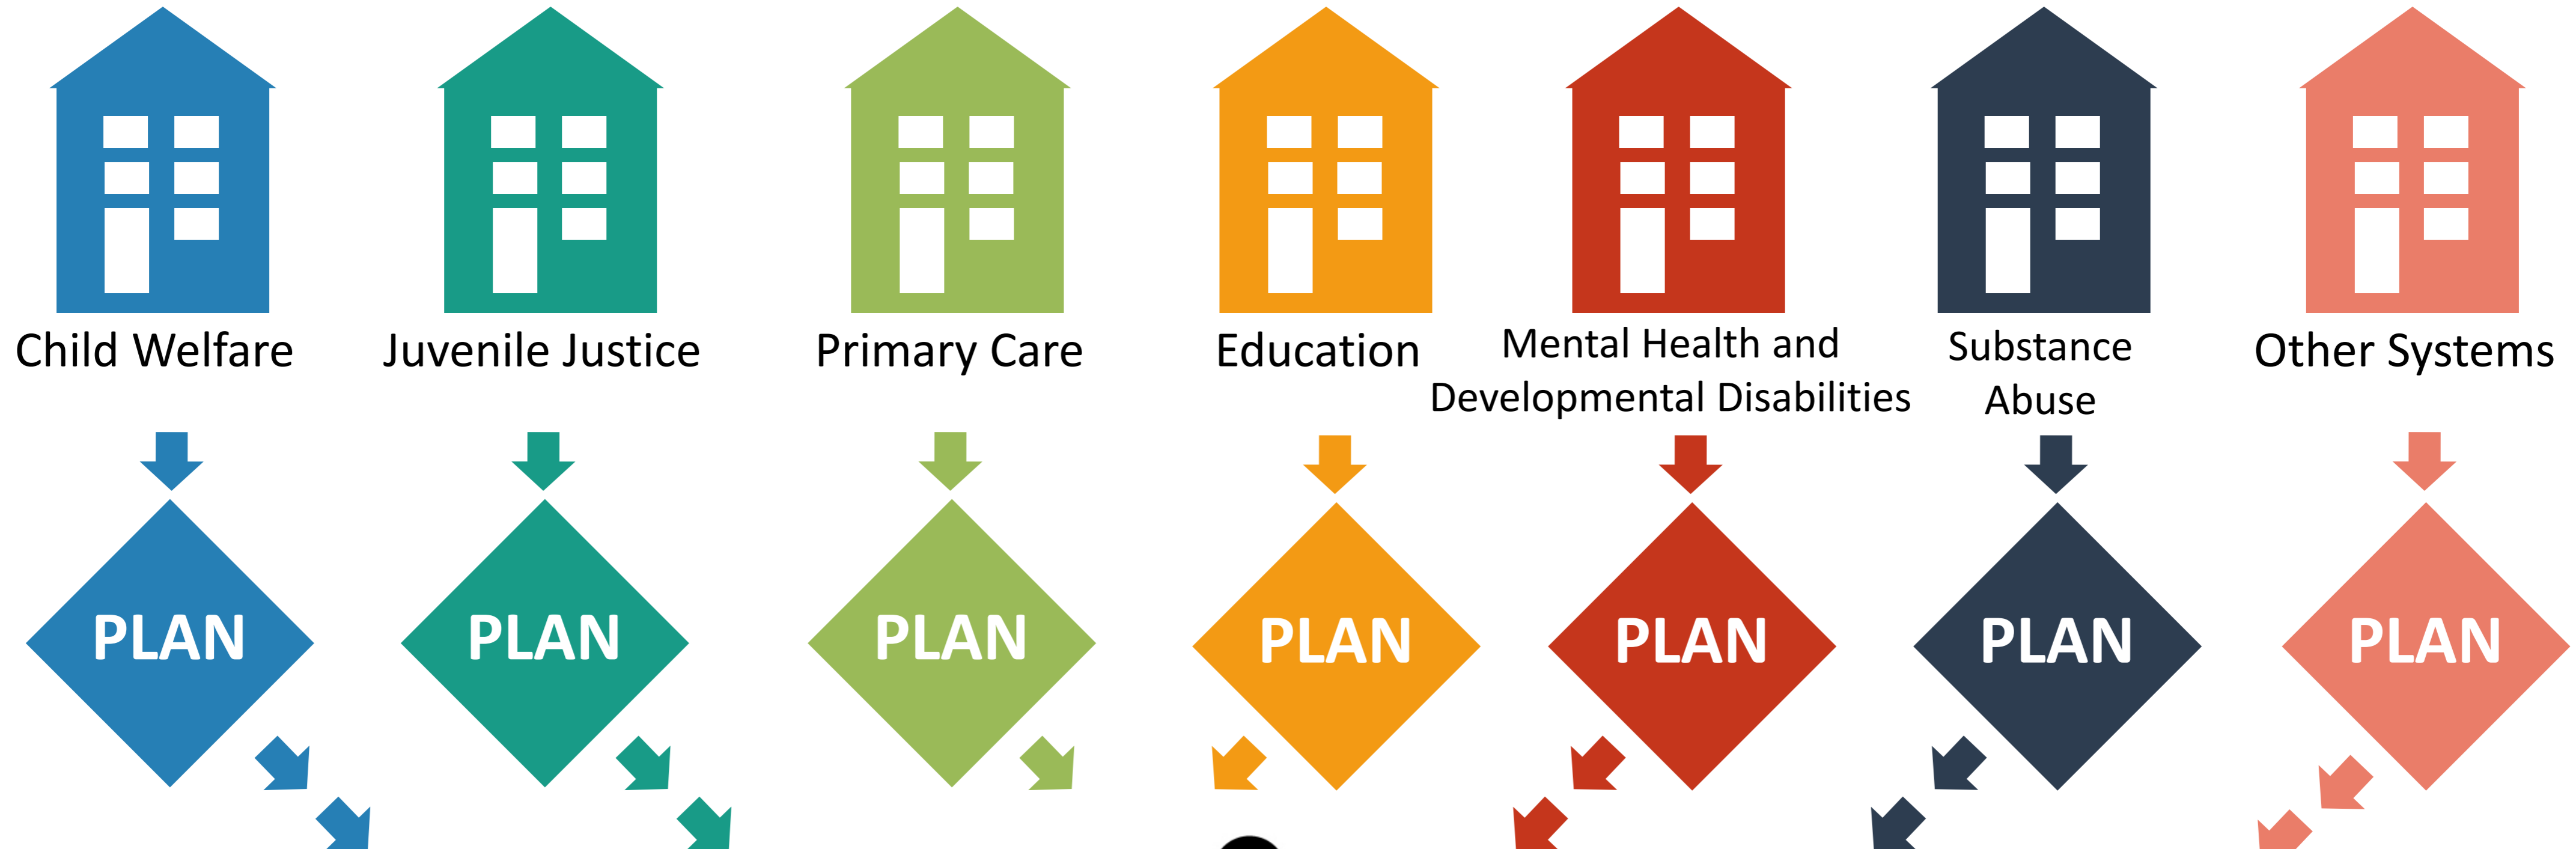 Child Welfare
Juvenile Justice
Primary Care
Education
Mental Health and
Developmental Disabilities
Substance
Abuse
Other Systems
PLAN
PLAN
PLAN
PLAN
PLAN
PLAN
PLAN